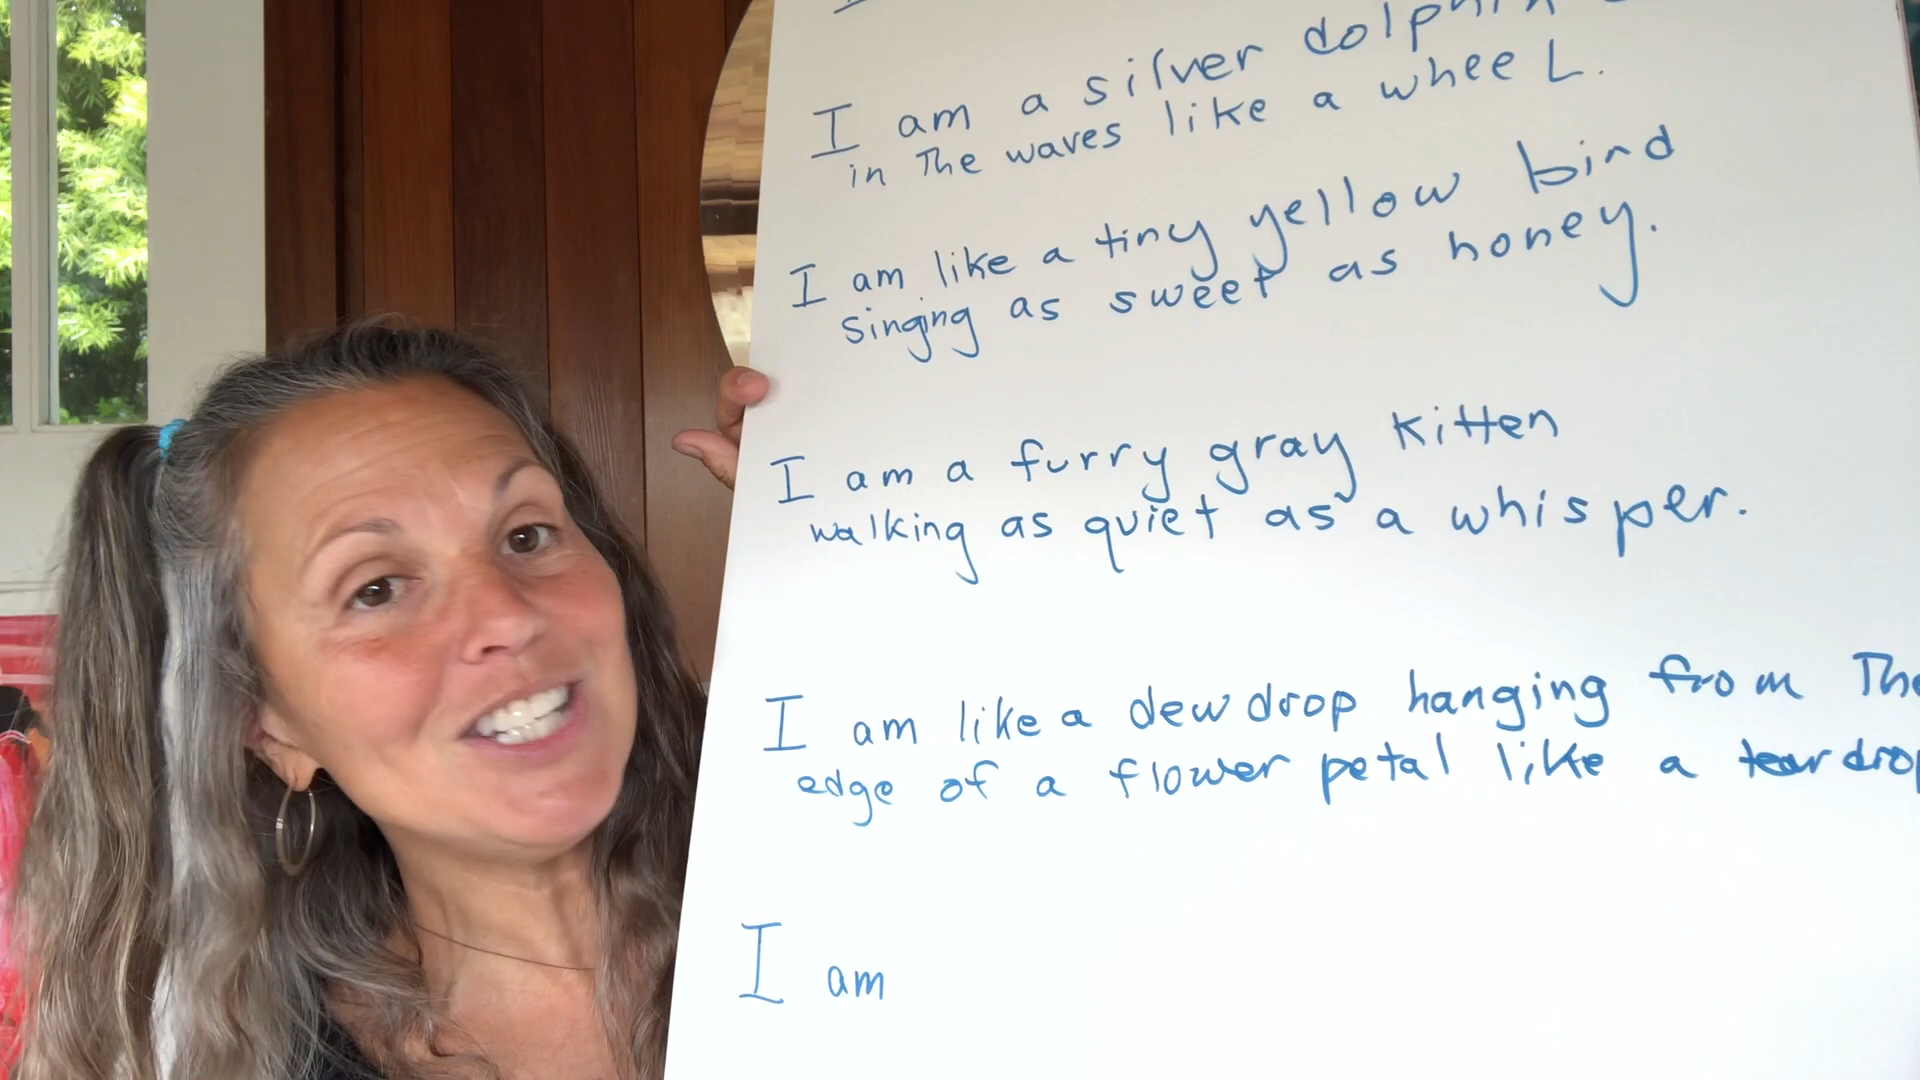 I am a silver dolphin
in The waves like a wheeL.
I am like a tiny yellow bird
singing as sweet as honey.
I am a furry gray kitten
walking as quiet as a whisper.
I am like a dewdrop hanging from The
edge of a flower petal like a teardrop
I am